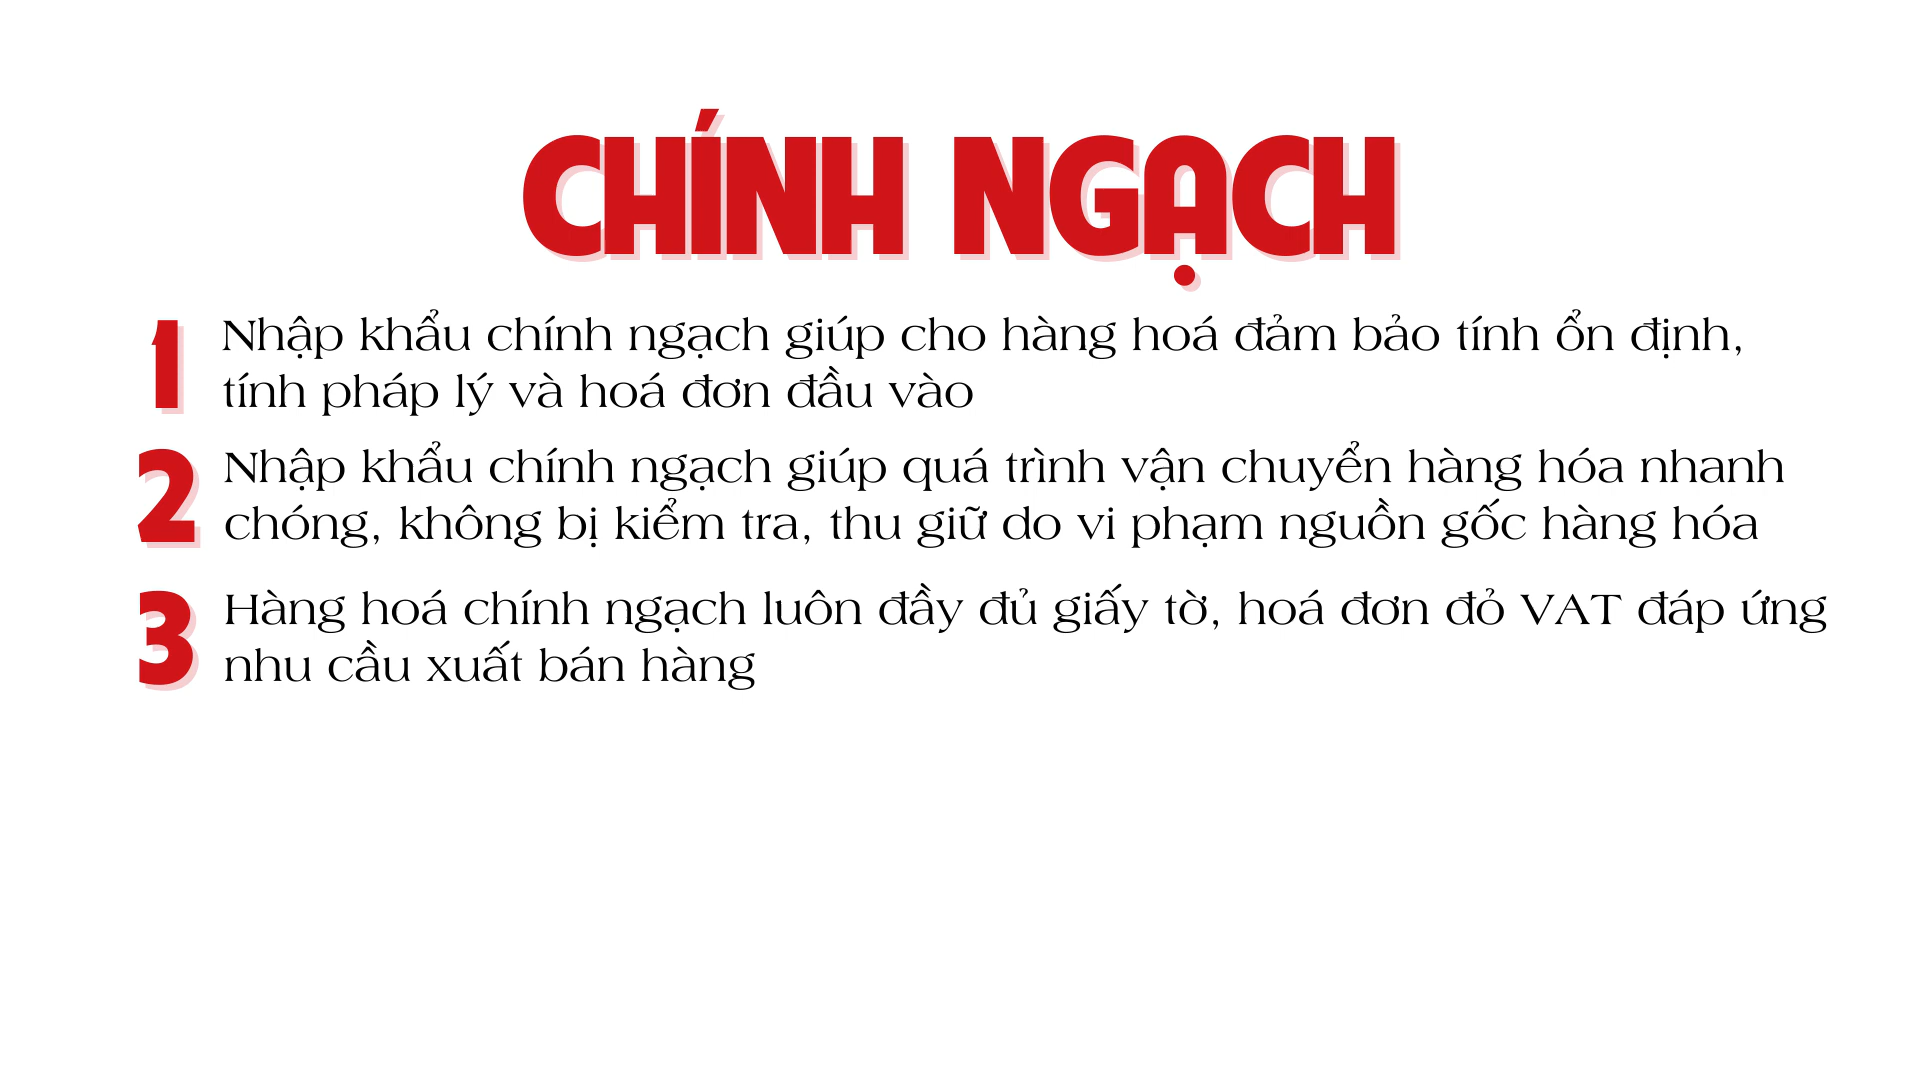 CHÍNH NGẠCH
1 Nhập khẩu chính ngạch giúp cho hàng hoá đảm bảo tính ổn định,
tính pháp lý và hoá đơn đầu vào
2 Nhập khẩu chính ngạch giúp quá trình vận chuyển hàng hóa nhanh
chóng, không bị kiểm tra, thu giữ do vi phạm nguồn gốc hàng hóa
3 Hàng hoá chính ngạch luôn đầy đủ giấy tờ, hoá đơn đỏ VAT đáp ứng
nhu cầu xuất bán hàng